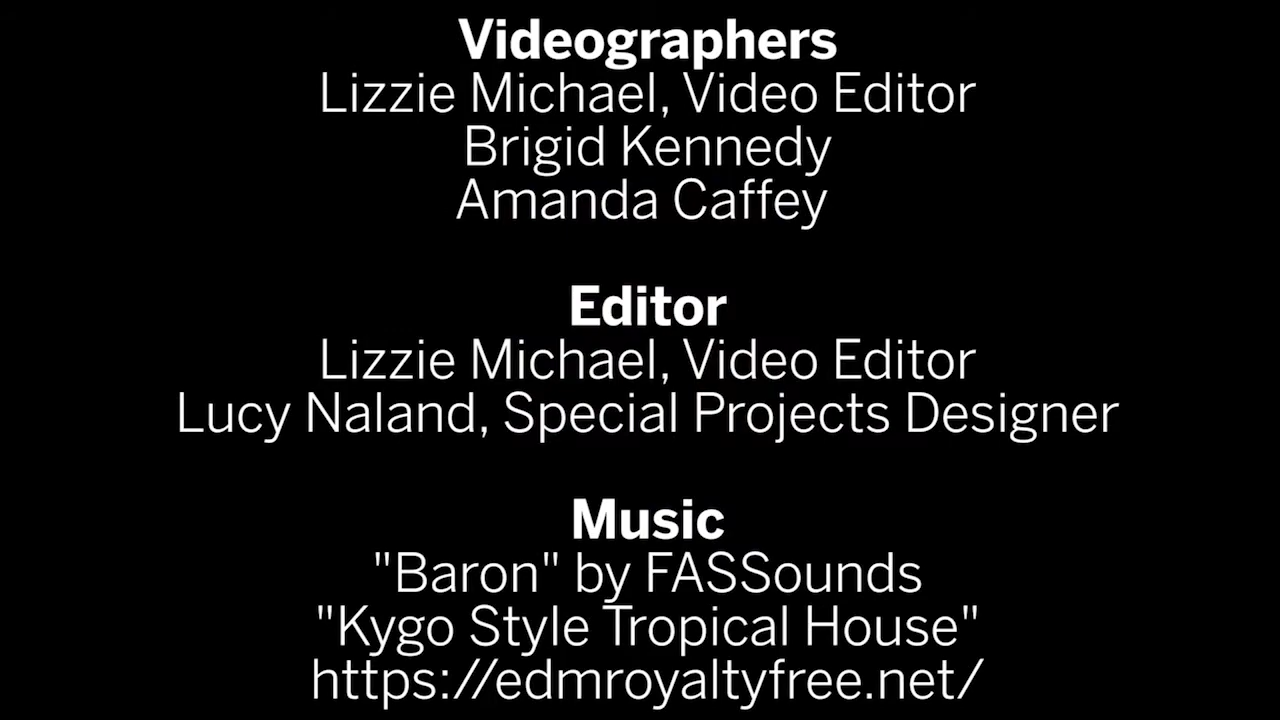 Videographers
Lizzie Michael, Video Editor
Brigid Kennedy
Amanda Caffey
Editor
Lizzie Michael, Video Editor
Lucy Naland, Special Projects Designer
Music
"Baron" by FASSounds
"Kygo Style Tropical House"
https://edmroyaltyfree.net/